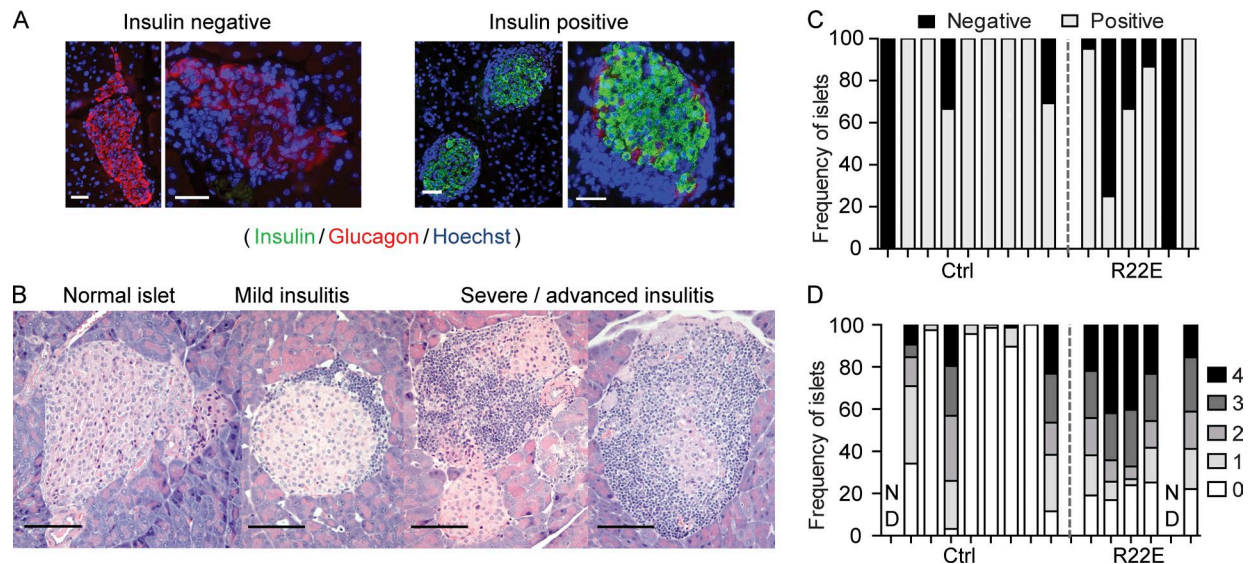 A
Insulin negative
Insulin positive
( Insulin / Glucagon / Hoechst )
B
Normal islet
Mild insulitis
Severe / advanced insulitis
C
Negative
Positive
Frequency of islets
100
80
60
40
20
0
Ctrl
R22E
D
Frequency of islets
100
80
60
40
20
0
N
D
N
D
4
3
2
1
0
Ctrl
R22E